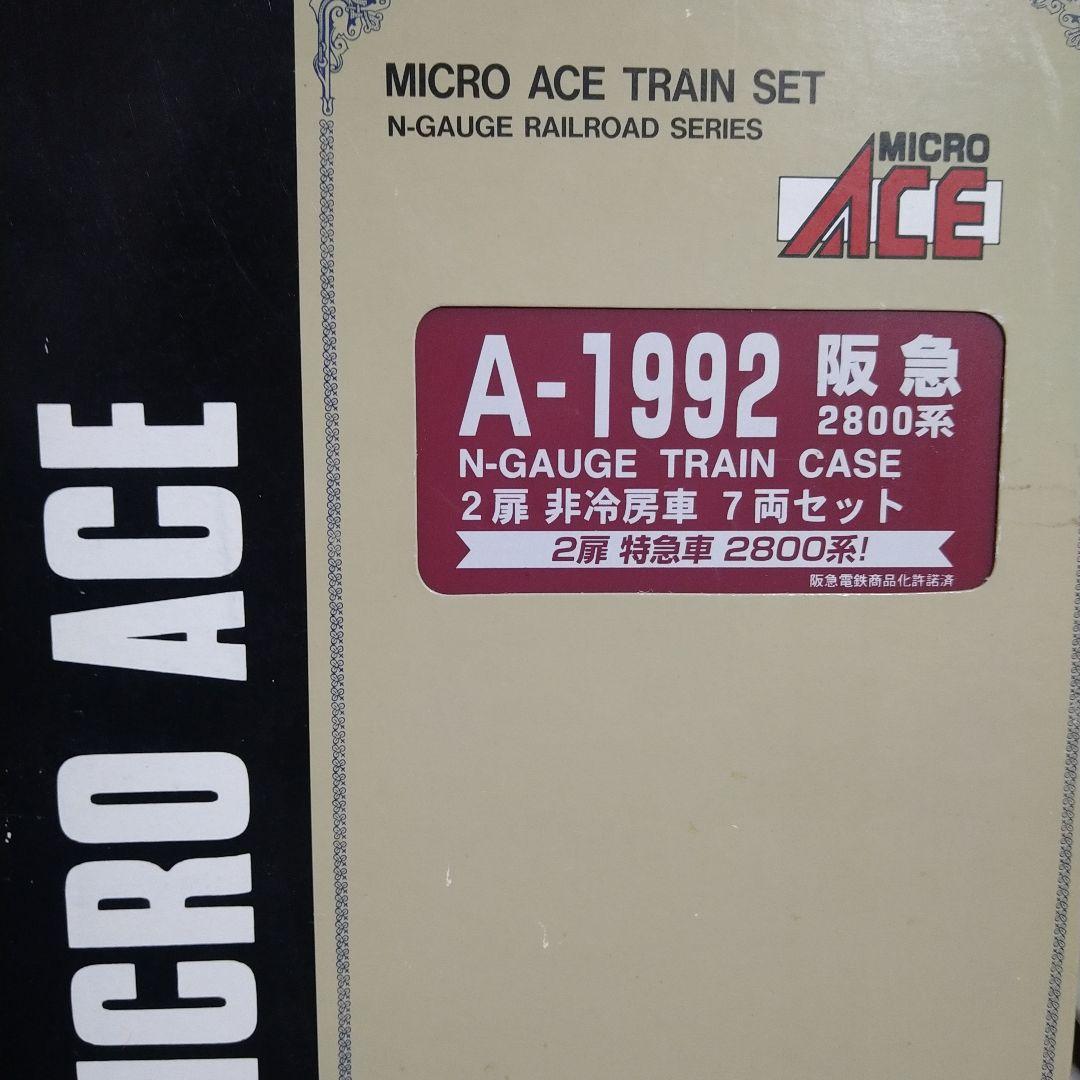 MICRO ACE TRAIN SET
N-GAUGE RAILROAD SERIES
MICRO
ACE
A-1992 阪急
2800系
N-GAUGE TRAIN CASE
2扉 非冷房車 7両セット
2扉 特急車 2800系!
阪急電鉄商品化許諾済
ICRO ACE